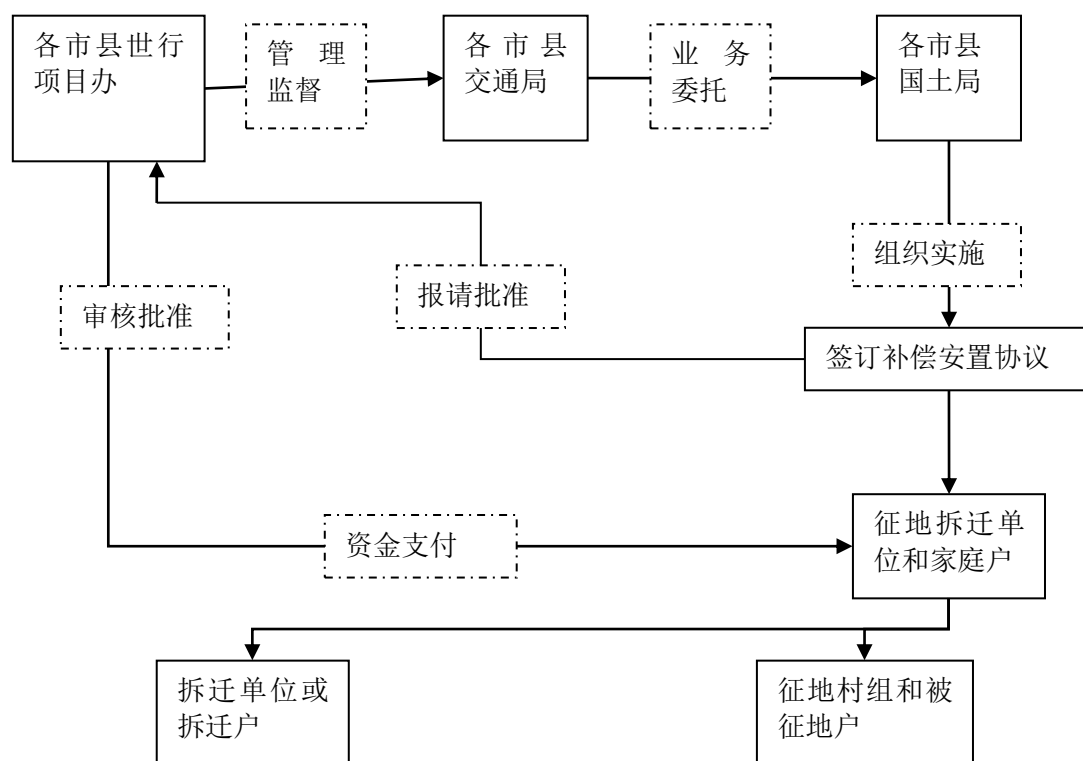 各市县世行
项目办
管理
监督
各市县
交通局
业务
委托
各市县
国土局
组织实施
报请批准
审核批准
签订补偿安置协议
征地拆迁单
位和家庭户
资金支付
拆迁单位或
拆迁户
征地村组和被
征地户